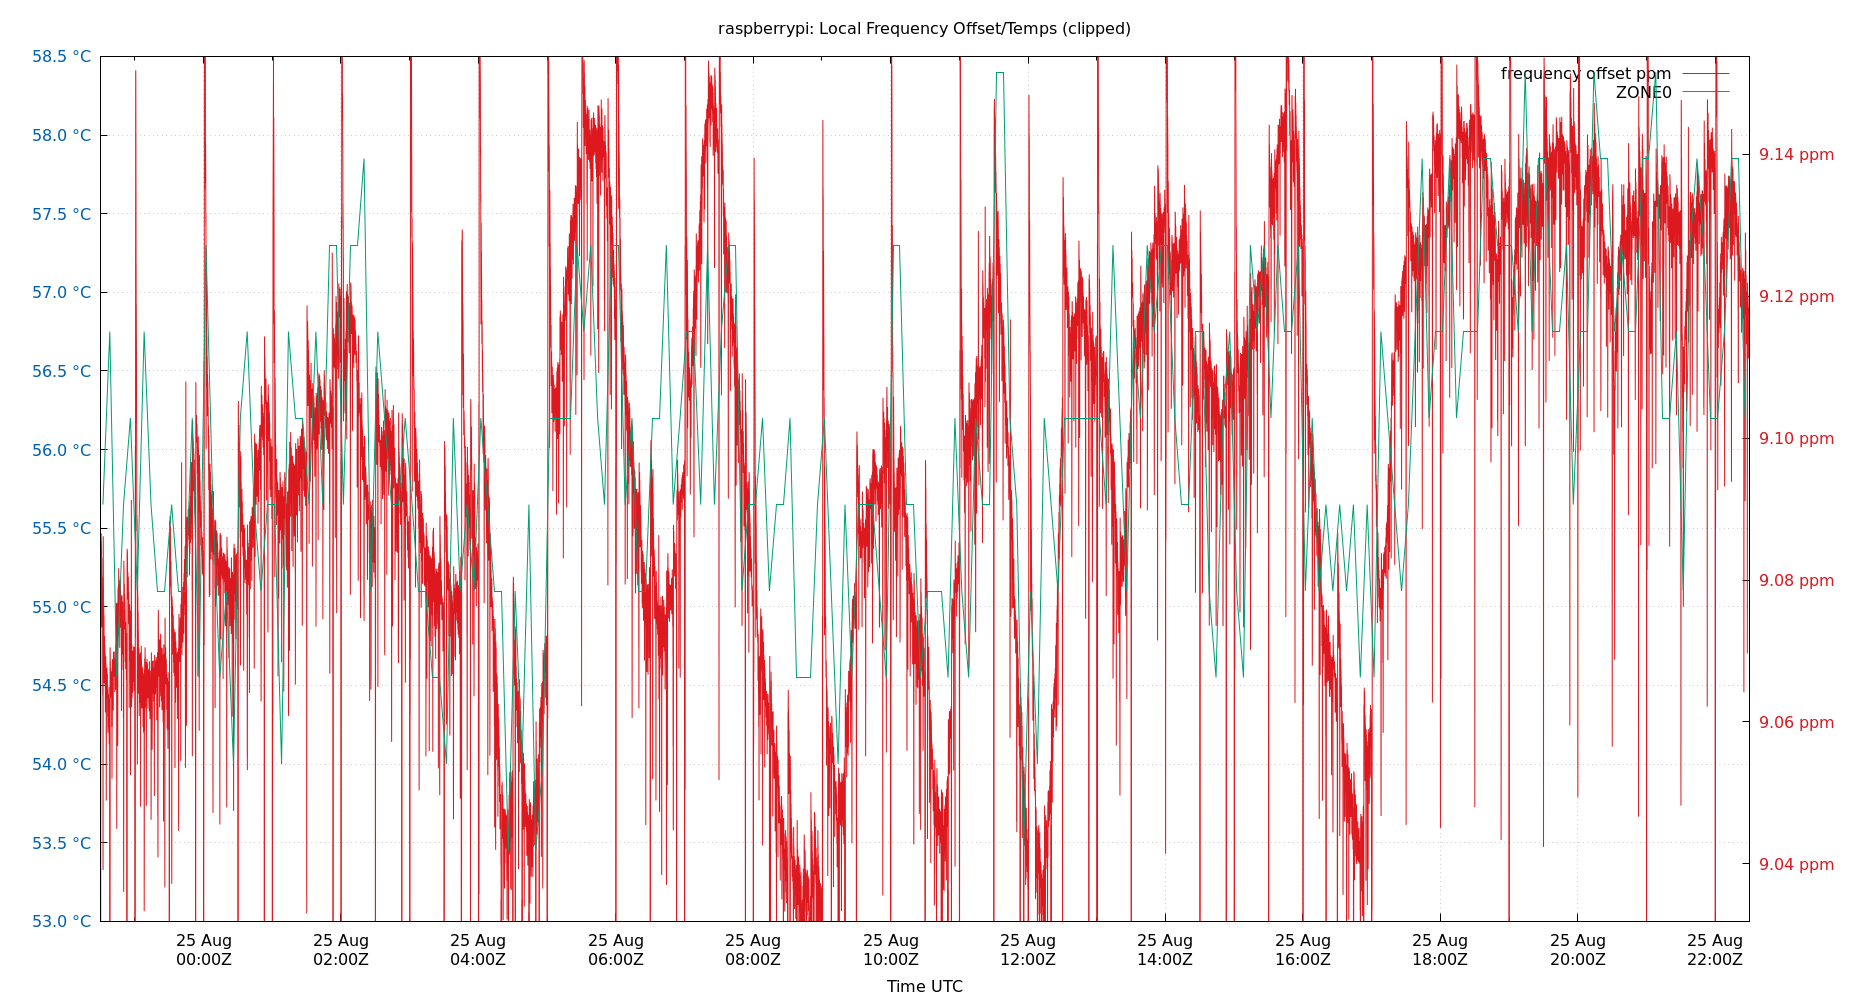 raspberrypi: Local Frequency Offset/Temps (clipped)
58.5 °C
58.0 °C
57.5 °C
57.0 °C
56.5 °C
56.0 °C
55.5 °C
55.0 °C
54.5 °C
54.0 °C
53.5 °C
53.0 °C
frequency offset ppm
ZONE0
9.14 ppm
9.12 ppm
9.10 ppm
9.08 ppm
9.06 ppm
9.04 ppm
25 Aug 25 Aug 25 Aug 25 Aug 25 Aug 25 Aug 25 Aug 25 Aug 25 Aug 25 Aug 25 Aug 25 Aug
00:00Z 02:00Z 04:00Z 06:00Z 08:00Z 10:00Z 12:00Z 14:00Z 16:00Z 18:00Z 20:00Z 22:00Z
Time UTC